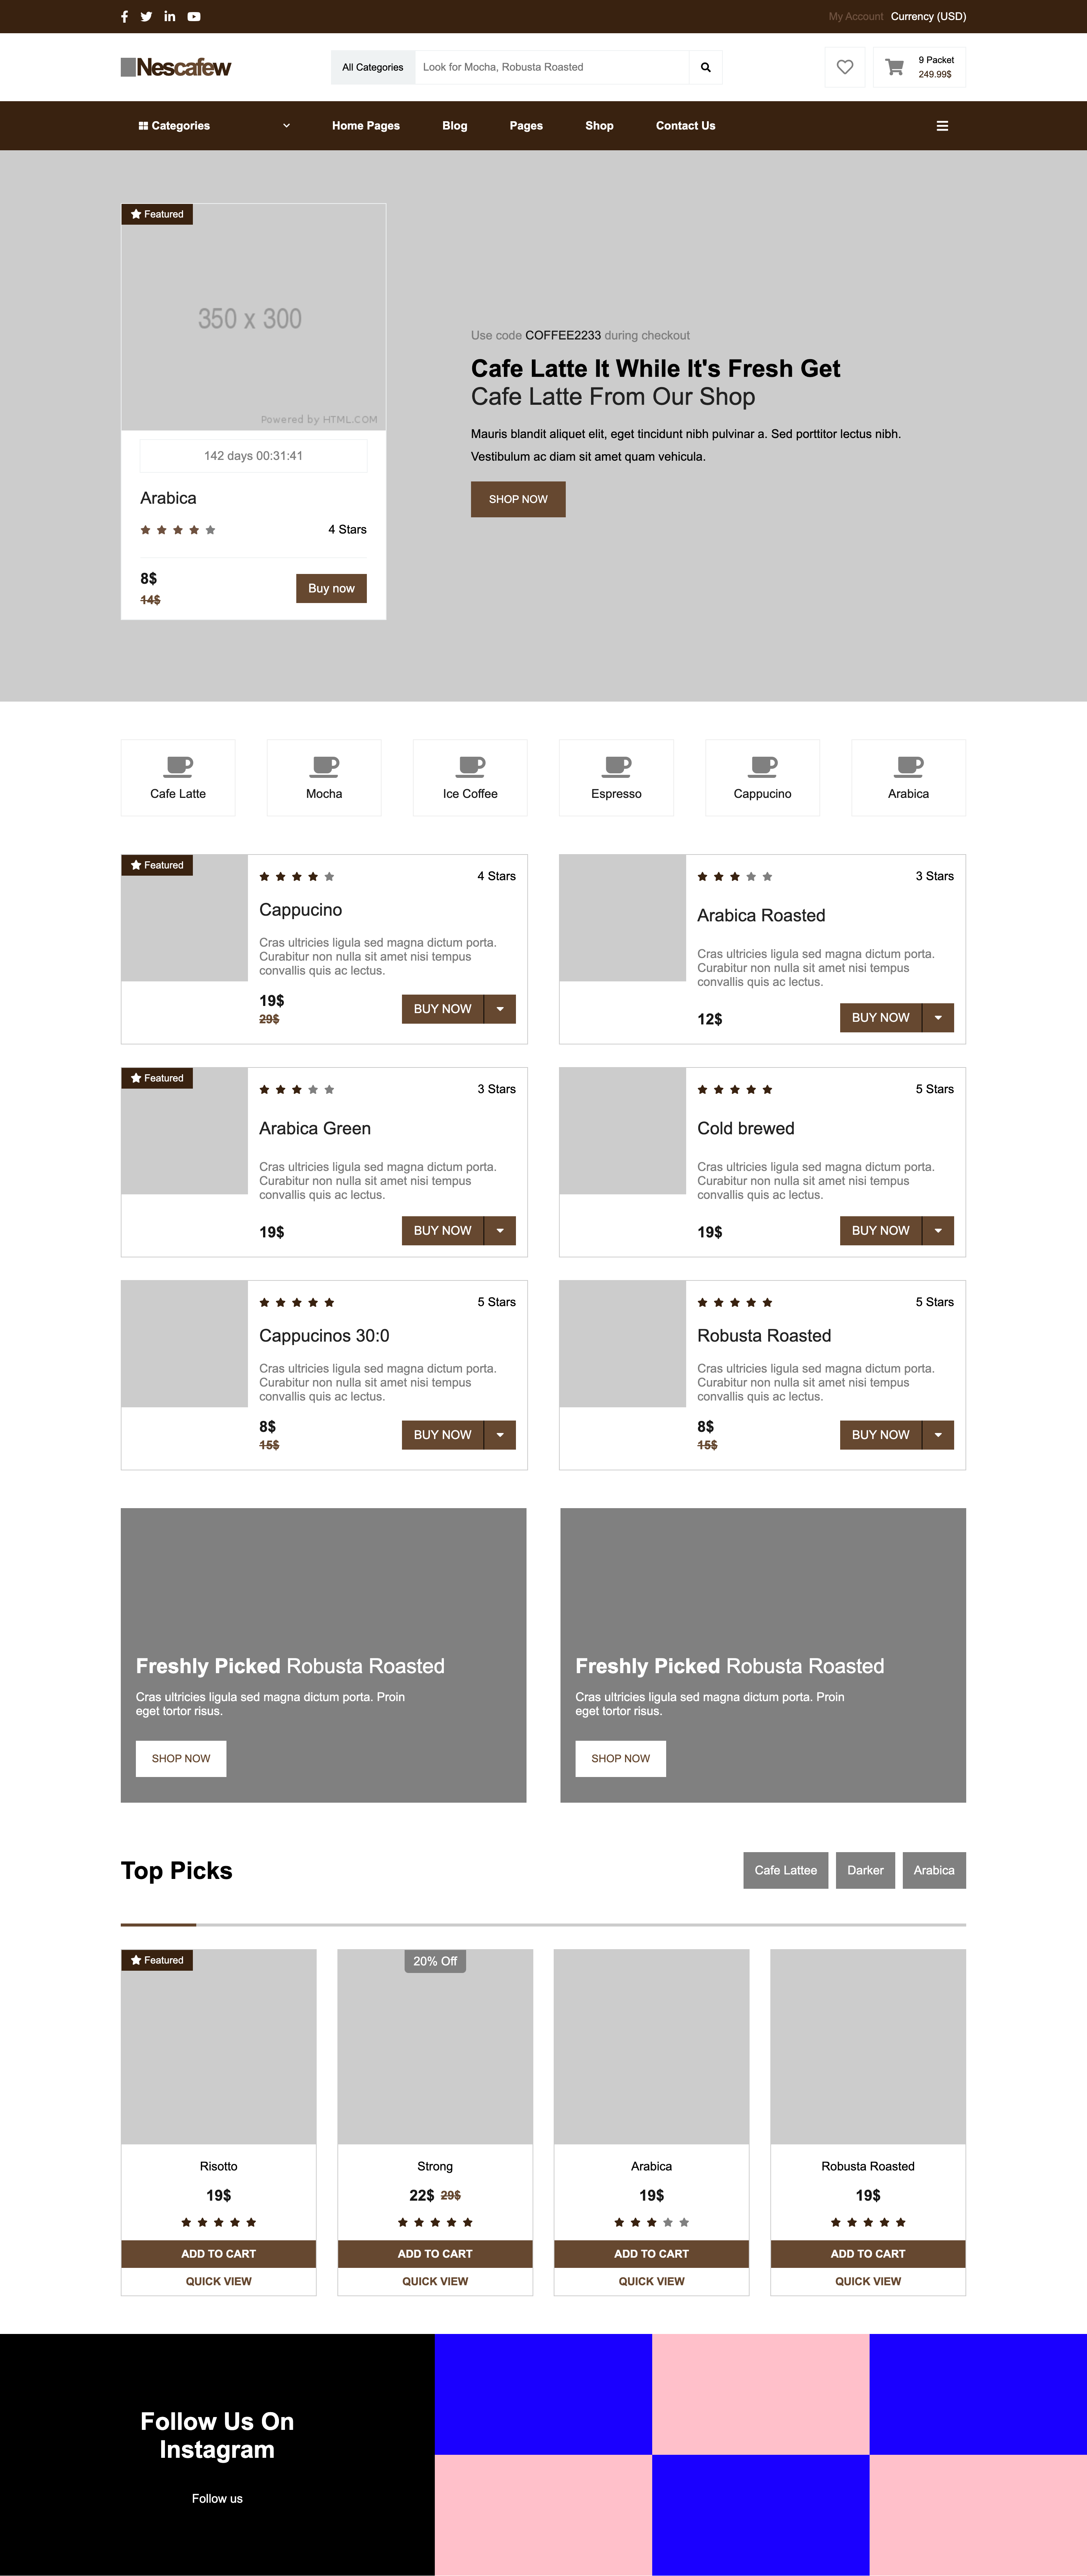 My Account Currency (USD)
Nescafew
All Categories Look for Mocha, Robusta Roasted
9 Packet
249.99$
Categories Home Pages Blog Pages Shop Contact Us
Featured
350 x 300
Powered by HTML.COM
142 days 00:31:41
Arabica
4 Stars
8$
14$
Buy now
Use code COFFEE2233 during checkout
Cafe Latte It While It's Fresh Get
Cafe Latte From Our Shop
Mauris blandit aliquet elit, eget tincidunt nibh pulvinar a. Sed porttitor lectus nibh.
Vestibulum ac diam sit amet quam vehicula.
SHOP NOW
Cafe Latte
Mocha
Ice Coffee
Espresso
Cappucino
Arabica
Featured
4 Stars
Cappucino
Cras ultricies ligula sed magna dictum porta.
Curabitur non nulla sit amet nisi tempus
convallis quis ac lectus.
19$
29$
BUY NOW
3 Stars
Arabica Roasted
Cras ultricies ligula sed magna dictum porta.
Curabitur non nulla sit amet nisi tempus
convallis quis ac lectus.
12$
BUY NOW
Featured
3 Stars
Arabica Green
Cras ultricies ligula sed magna dictum porta.
Curabitur non nulla sit amet nisi tempus
convallis quis ac lectus.
19$
BUY NOW
5 Stars
Cold brewed
Cras ultricies ligula sed magna dictum porta.
Curabitur non nulla sit amet nisi tempus
convallis quis ac lectus.
19$
BUY NOW
5 Stars
Cappucinos 30:0
Cras ultricies ligula sed magna dictum porta.
Curabitur non nulla sit amet nisi tempus
convallis quis ac lectus.
8$
15$
BUY NOW
5 Stars
Robusta Roasted
Cras ultricies ligula sed magna dictum porta.
Curabitur non nulla sit amet nisi tempus
convallis quis ac lectus.
8$
15$
BUY NOW
Freshly Picked Robusta Roasted
Cras ultricies ligula sed magna dictum porta. Proin
eget tortor risus.
SHOP NOW
Freshly Picked Robusta Roasted
Cras ultricies ligula sed magna dictum porta. Proin
eget tortor risus.
SHOP NOW
Top Picks
Cafe Lattee Darker Arabica
Featured
Risotto
19$
ADD TO CART
QUICK VIEW
20% Off
Strong
22$ 29$
ADD TO CART
QUICK VIEW
Arabica
19$
ADD TO CART
QUICK VIEW
Robusta Roasted
19$
ADD TO CART
QUICK VIEW
Follow Us On
Instagram
Follow us